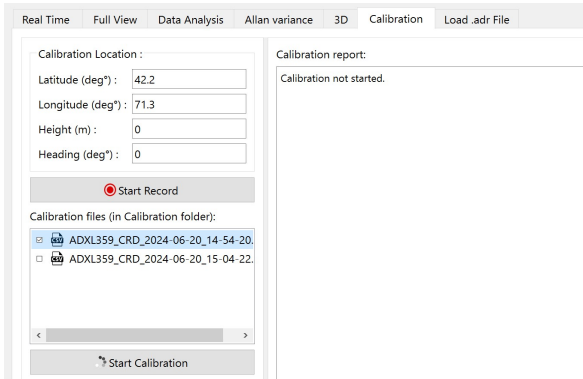 Real Time Full View Data Analysis Allan variance 3D Calibration Load .adr File
Calibration Location :
Latitude (deg°) : 42.2
Longitude (deg°) : 71.3
Height (m) : 0
Heading (deg°) : 0
Start Record
Calibration files (in Calibration folder):
CSV ADXL359_CRD_2024-06-20_14-54-20.
CSV ADXL359_CRD_2024-06-20_15-04-22.
Start Calibration
Calibration report:
Calibration not started.